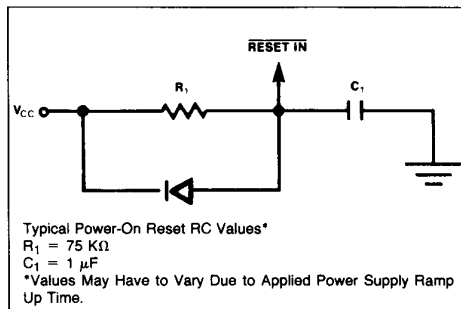 RESET IN
R₁
C₁
VCC
Typical Power-On Reset RC Values*
R₁ = 75 KΩ
C₁ = 1 μF
*Values May Have to Vary Due to Applied Power Supply Ramp
Up Time.